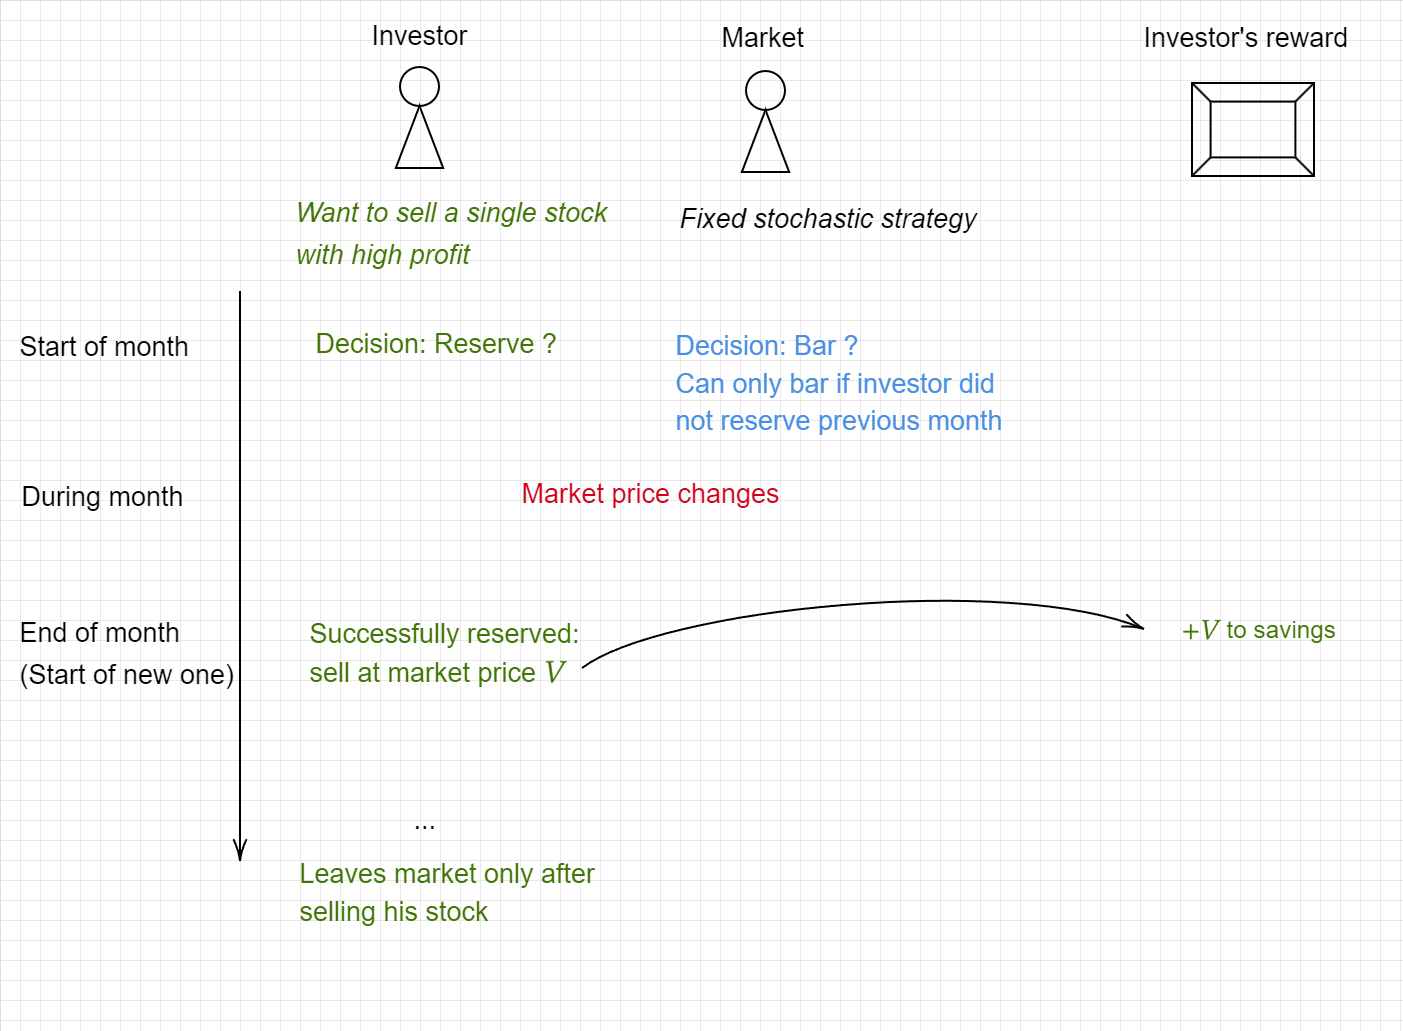 Investor
Market
Investor's reward
Want to sell a single stock
with high profit
Fixed stochastic strategy
Start of month
Decision: Reserve ?
Decision: Bar ?
Can only bar if investor did
not reserve previous month
During month
Market price changes
End of month
(Start of new one)
Successfully reserved:
sell at market price V
+V to savings
...
Leaves market only after
selling his stock